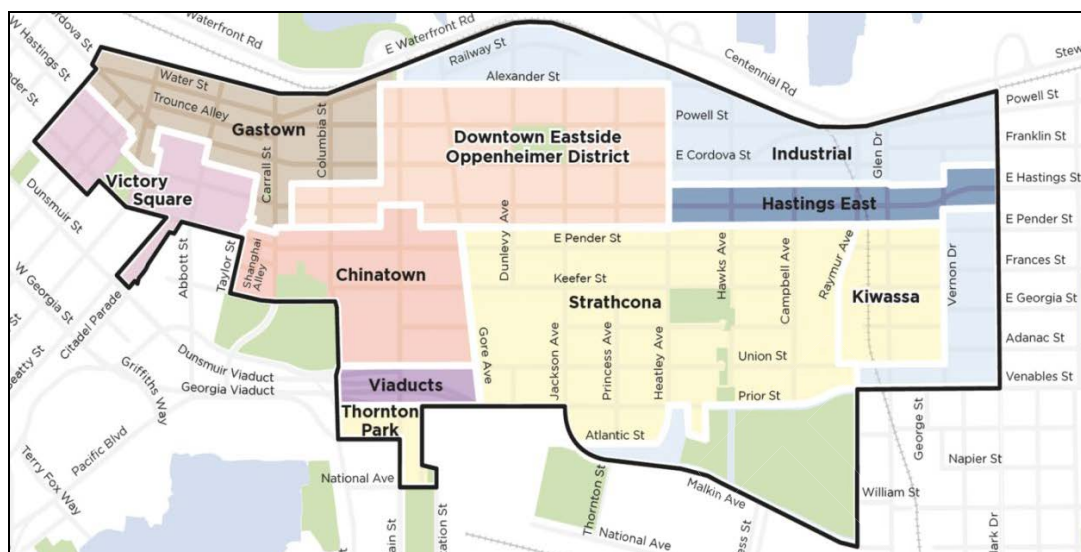 Cordova St
W Hastings St
Waterfront Rd
E Waterfront Rd
Railway St
Alexander St
Centennial Rd
Water St
Trounce Alley
Gastown
Carrall St
Columbia St
Downtown Eastside
Oppenheimer District
Powell St
E Cordova St
Industrial
Glen Dr
Powell St
Franklin St
E Hastings St
E Pender St
Frances St
E Georgia St
Adanac St
Venables St
Victory
Square
Hastings East
Dunsmuir St
W Georgia St
Citadel Parade
Abbott St
Taylor St
Shanghai
Alley
Chinatown
Dunlevy Ave
E Pender St
Keefer St
Strathcona
Hawks Ave
Campbell Ave
Raymur Ave
Kiwassa
Vernon Dr
Gore Ave
Jackson Ave
Princess Ave
Heatley Ave
Union St
Prior St
Dunsmuir Viaduct
Georgia Viaduct
Griffiths Way
Pacific Blvd
Terry Fox Way
Viaducts
Thornton
Park
Atlantic St
National Ave
Malkin Ave
Thornton St
National Ave
William St
George St
Napier St